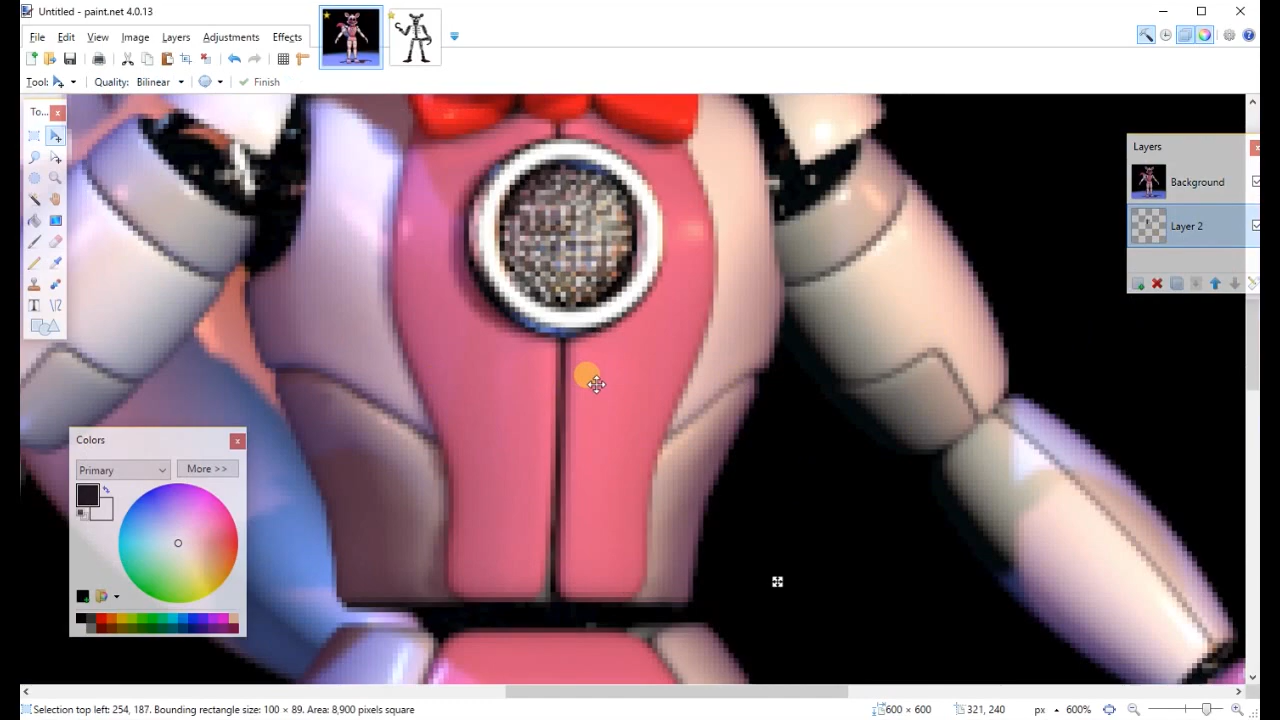 Untitled - paint.net 4.0.13
File Edit View Image Layers Adjustments Effects
Tool: Quality: Bilinear Finish
To...
Layers
Background
Layer 2
Colors
Primary More >>
Selection top left: 254, 187. Bounding rectangle size: 100 × 89. Area: 8,900 pixels square 600 × 600 321, 240 px 600%